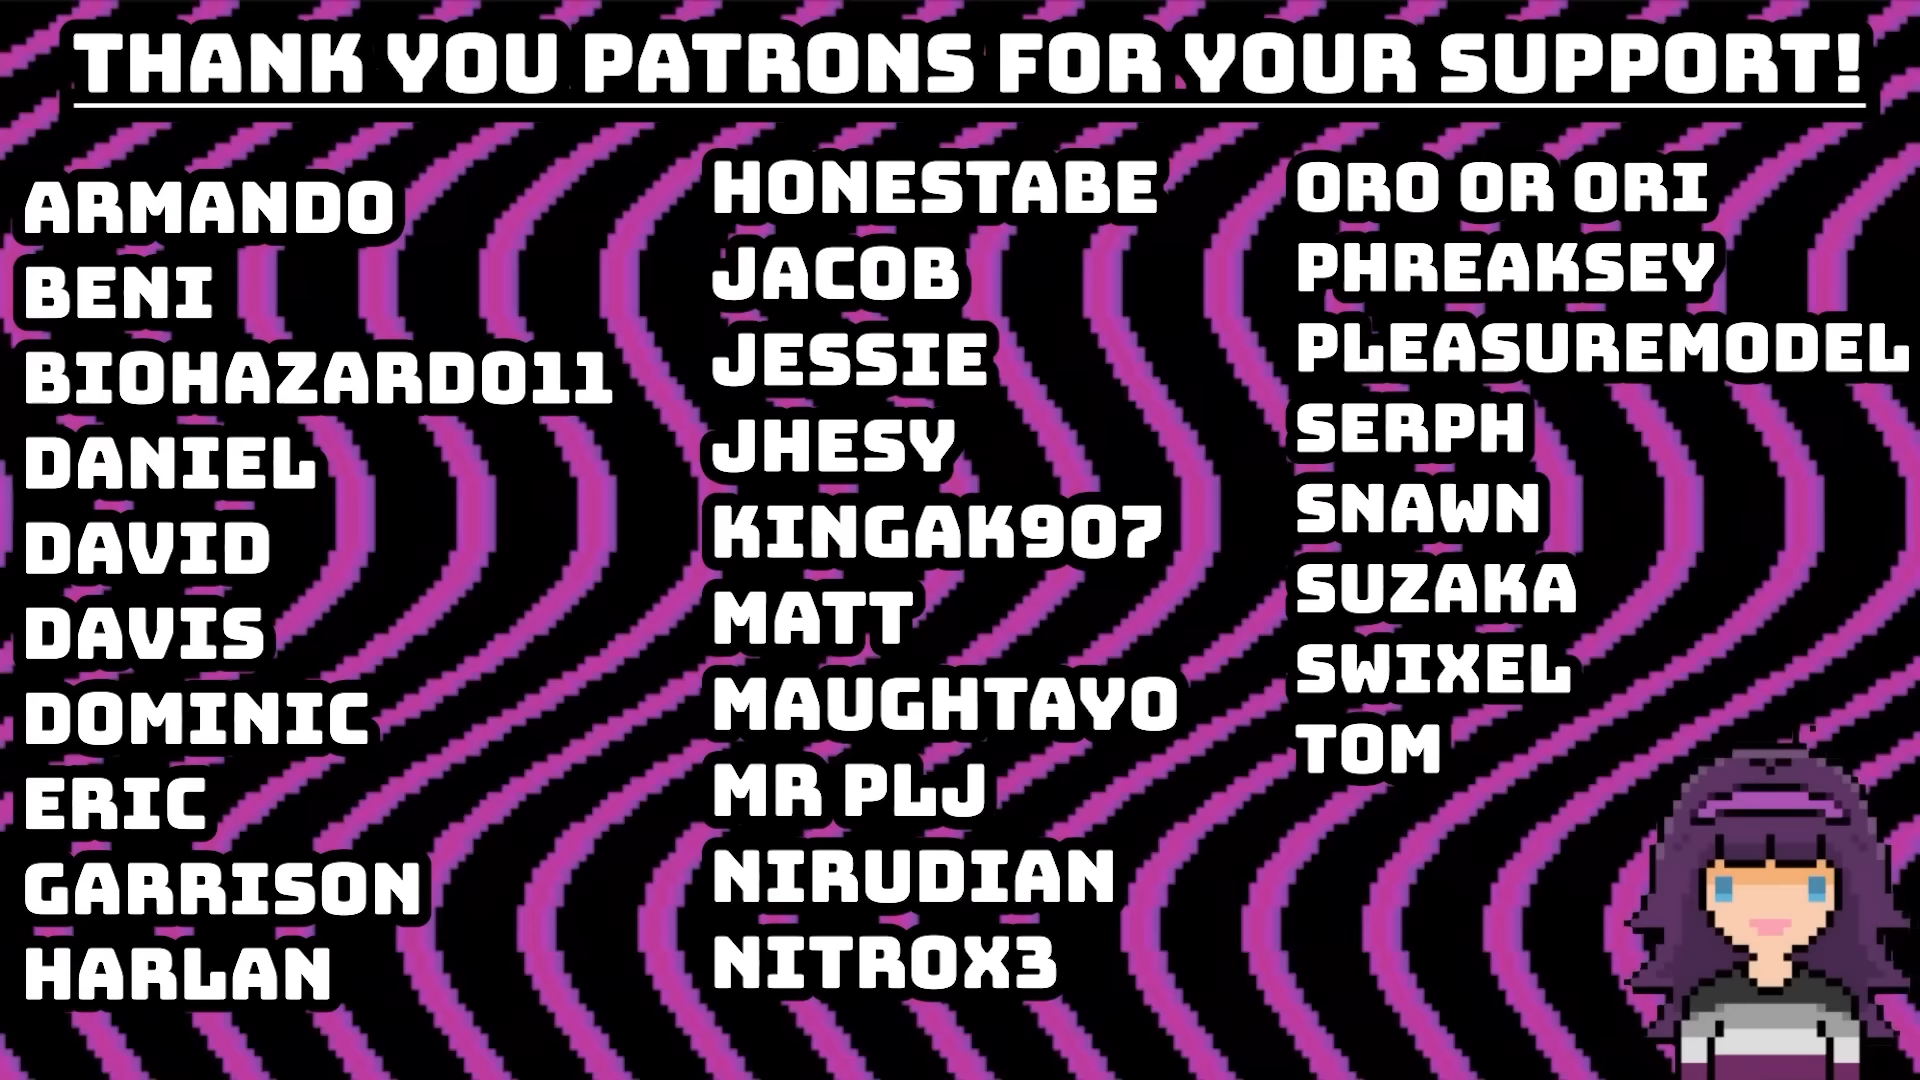 THANK YOU PATRONS FOR YOUR SUPPORT!
ARMANDO
BENI
BIOHAZARD011
DANIEL
DAVID
DAVIS
DOMINIC
ERIC
GARRISON
HARLAN
HONESTABE
JACOB
JESSIE
JHESY
KINGAK907
MATT
MAUGHTAYO
MR PLJ
NIRUDIAN
NITROX3
ORO OR ORI
PHREAKSEY
PLEASUREMODEL
SERPH
SNAWN
SUZAKA
SWIXEL
TOM